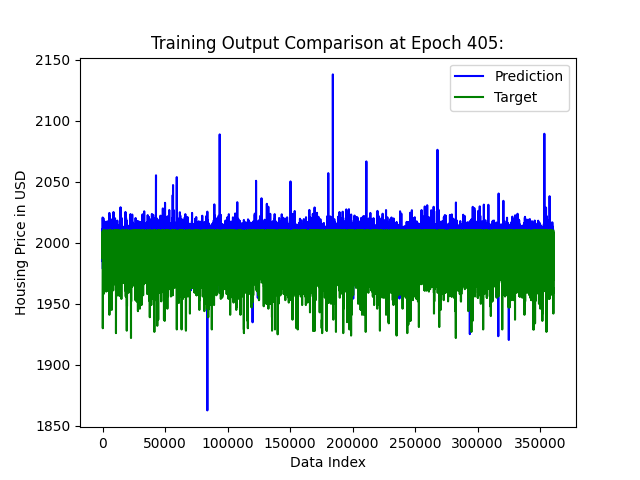 Training Output Comparison at Epoch 405:
Prediction
Target
2150
2100
2050
2000
1950
1900
1850
Housing Price in USD
0 50000 100000 150000 200000 250000 300000 350000
Data Index